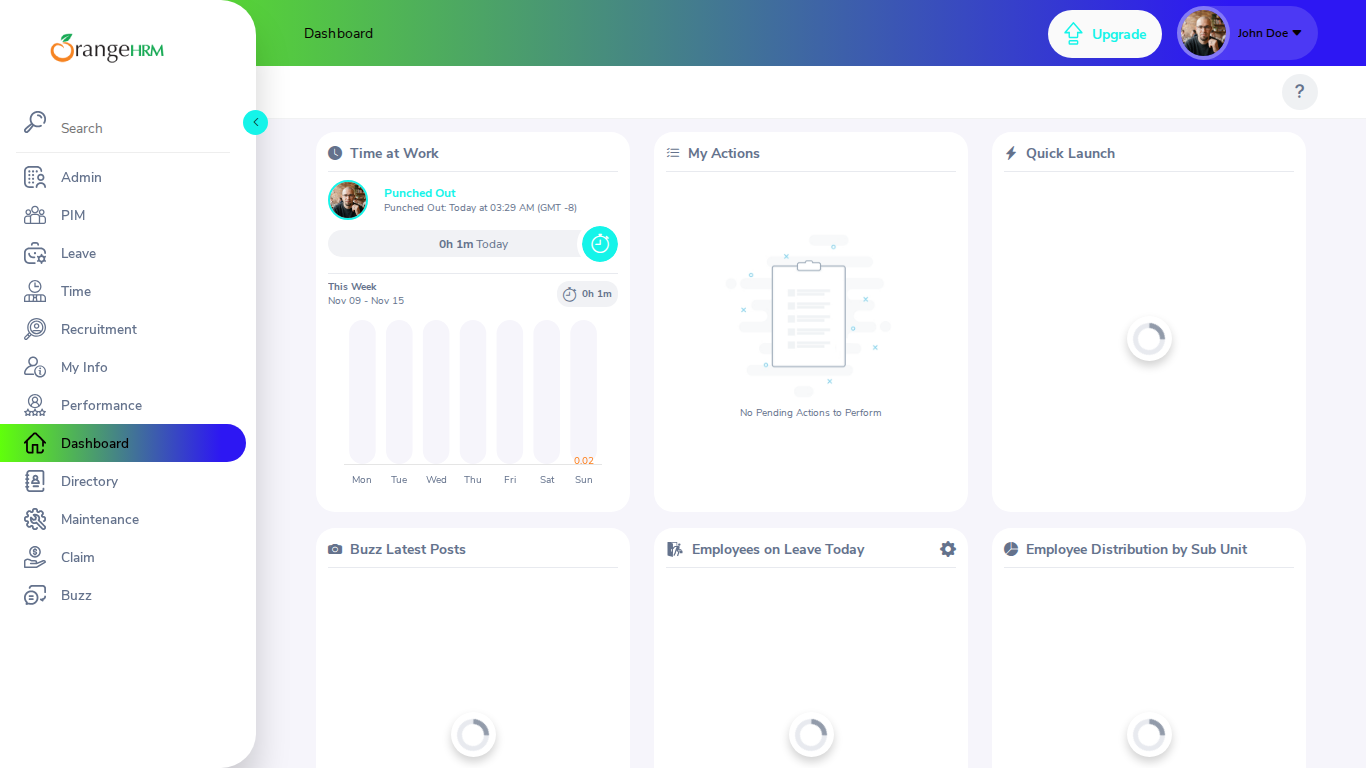 OrangeHRM
Search
Admin
PIM
Leave
Time
Recruitment
My Info
Performance
Dashboard
Directory
Maintenance
Claim
Buzz
Dashboard
Upgrade
John Doe
?
Time at Work
Punched Out
Punched Out: Today at 03:29 AM (GMT -8)
0h 1m Today
This Week
Nov 09 - Nov 15
0h 1m
0.02
Mon Tue Wed Thu Fri Sat Sun
My Actions
No Pending Actions to Perform
Quick Launch
Buzz Latest Posts
Employees on Leave Today
Employee Distribution by Sub Unit